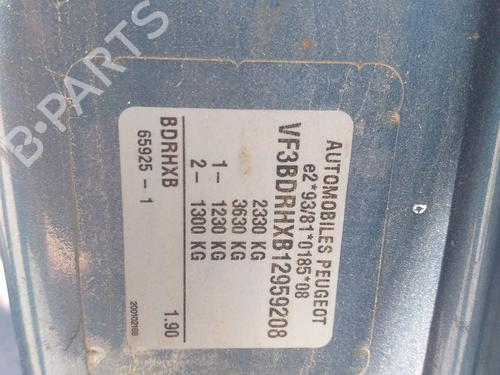 AUTOMOBILES PEUGEOT
e2*93/81*0185*08
VF3BDRHXB12959208
2330 KG
3630 KG
1– 1230 KG
2– 1300 KG
BDRHXB 1.90
65925 – 1
200102168
B-PARTS